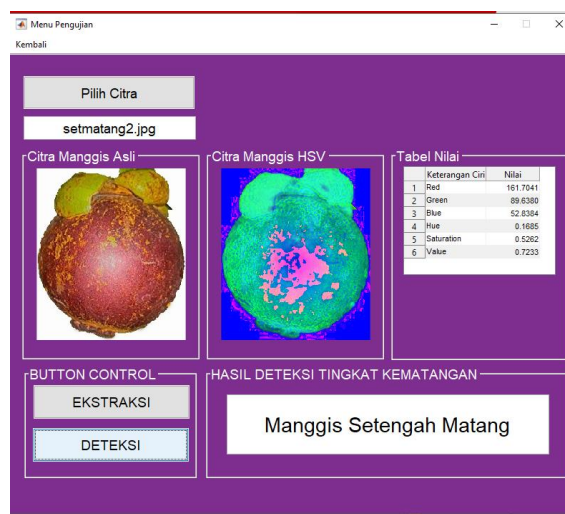 Menu Pengujian
Kembali
Pilih Citra
setmatang2.jpg
Citra Manggis Asli
Citra Manggis HSV
Tabel Nilai
Keterangan Ciri Nilai
1 Red 161.7041
2 Green 89.6380
3 Blue 52.8384
4 Hue 0.1685
5 Saturation 0.5262
6 Value 0.7233
BUTTON CONTROL
EKSTRAKSI
DETEKSI
HASIL DETEKSI TINGKAT KEMATANGAN
Manggis Setengah Matang